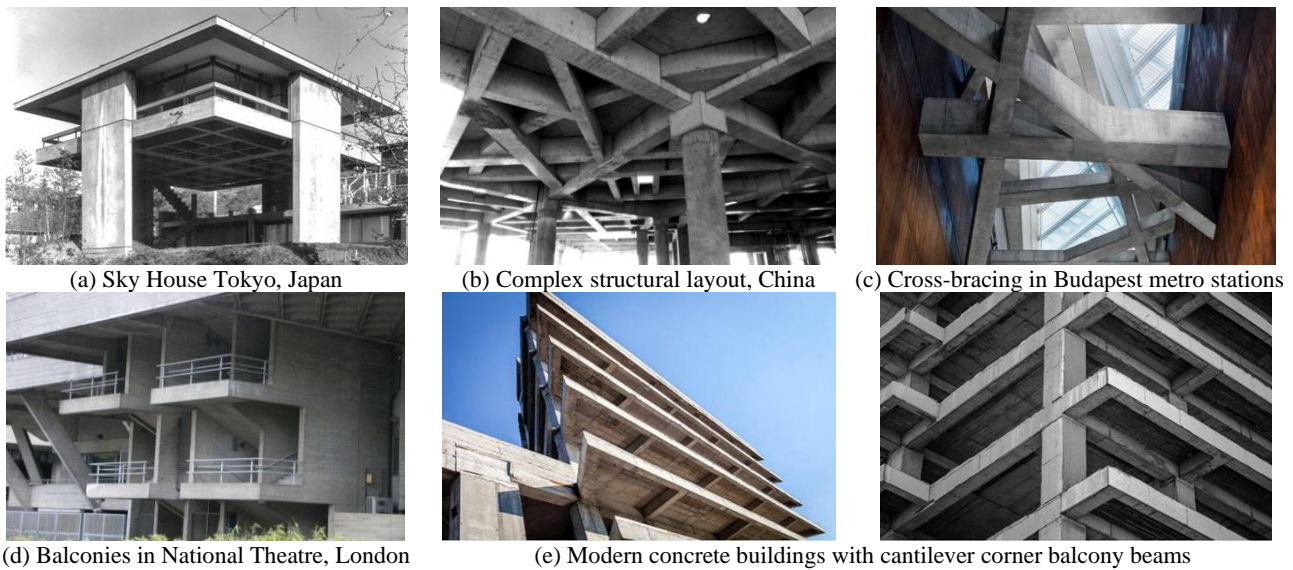 (a) Sky House Tokyo, Japan
(b) Complex structural layout, China
(c) Cross-bracing in Budapest metro stations
(d) Balconies in National Theatre, London
(e) Modern concrete buildings with cantilever corner balcony beams